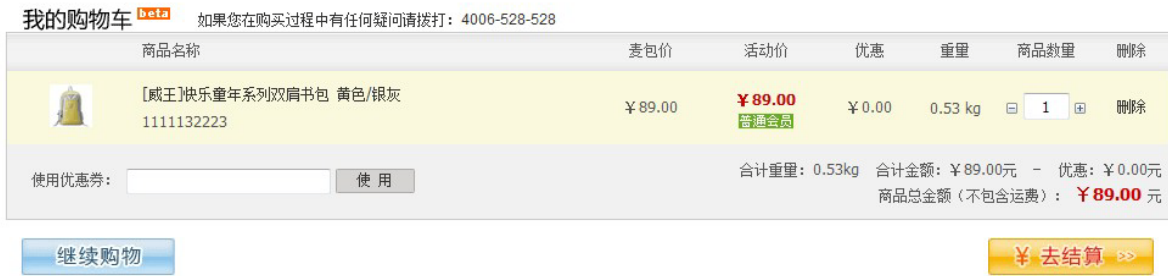 我的购物车 beta 如果您在购买过程中有任何疑问请拨打：4006-528-528
商品名称 麦包价 活动价 优惠 重量 商品数量 删除
[威王]快乐童年系列双肩书包 黄色/银灰
1111132223
￥89.00 ￥89.00 ￥0.00 0.53 kg 1 删除
普通会员
使用优惠券： 使 用
合计重量：0.53kg 合计金额：￥89.00元 - 优惠：￥0.00元
商品总金额（不包含运费）：￥89.00 元
继续购物 ￥ 去结算 >>